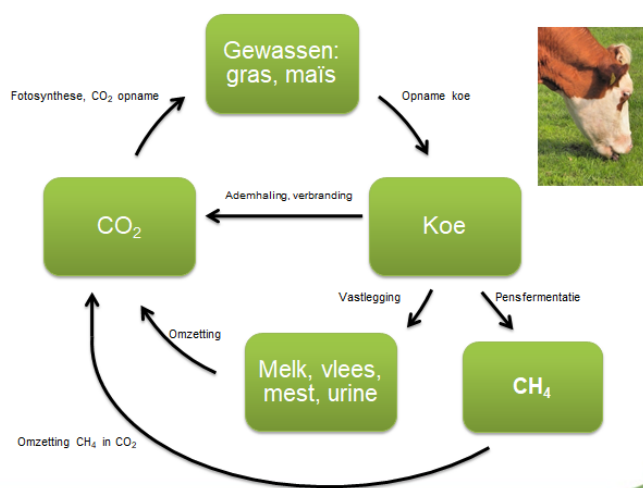 Gewassen:
gras, maïs
Fotosynthese, CO₂ opname
Opname koe
Ademhaling, verbranding
CO₂
Koe
Vastlegging
Pensfermentatie
Omzetting
Melk, vlees,
mest, urine
CH₄
Omzetting CH₄ in CO₂